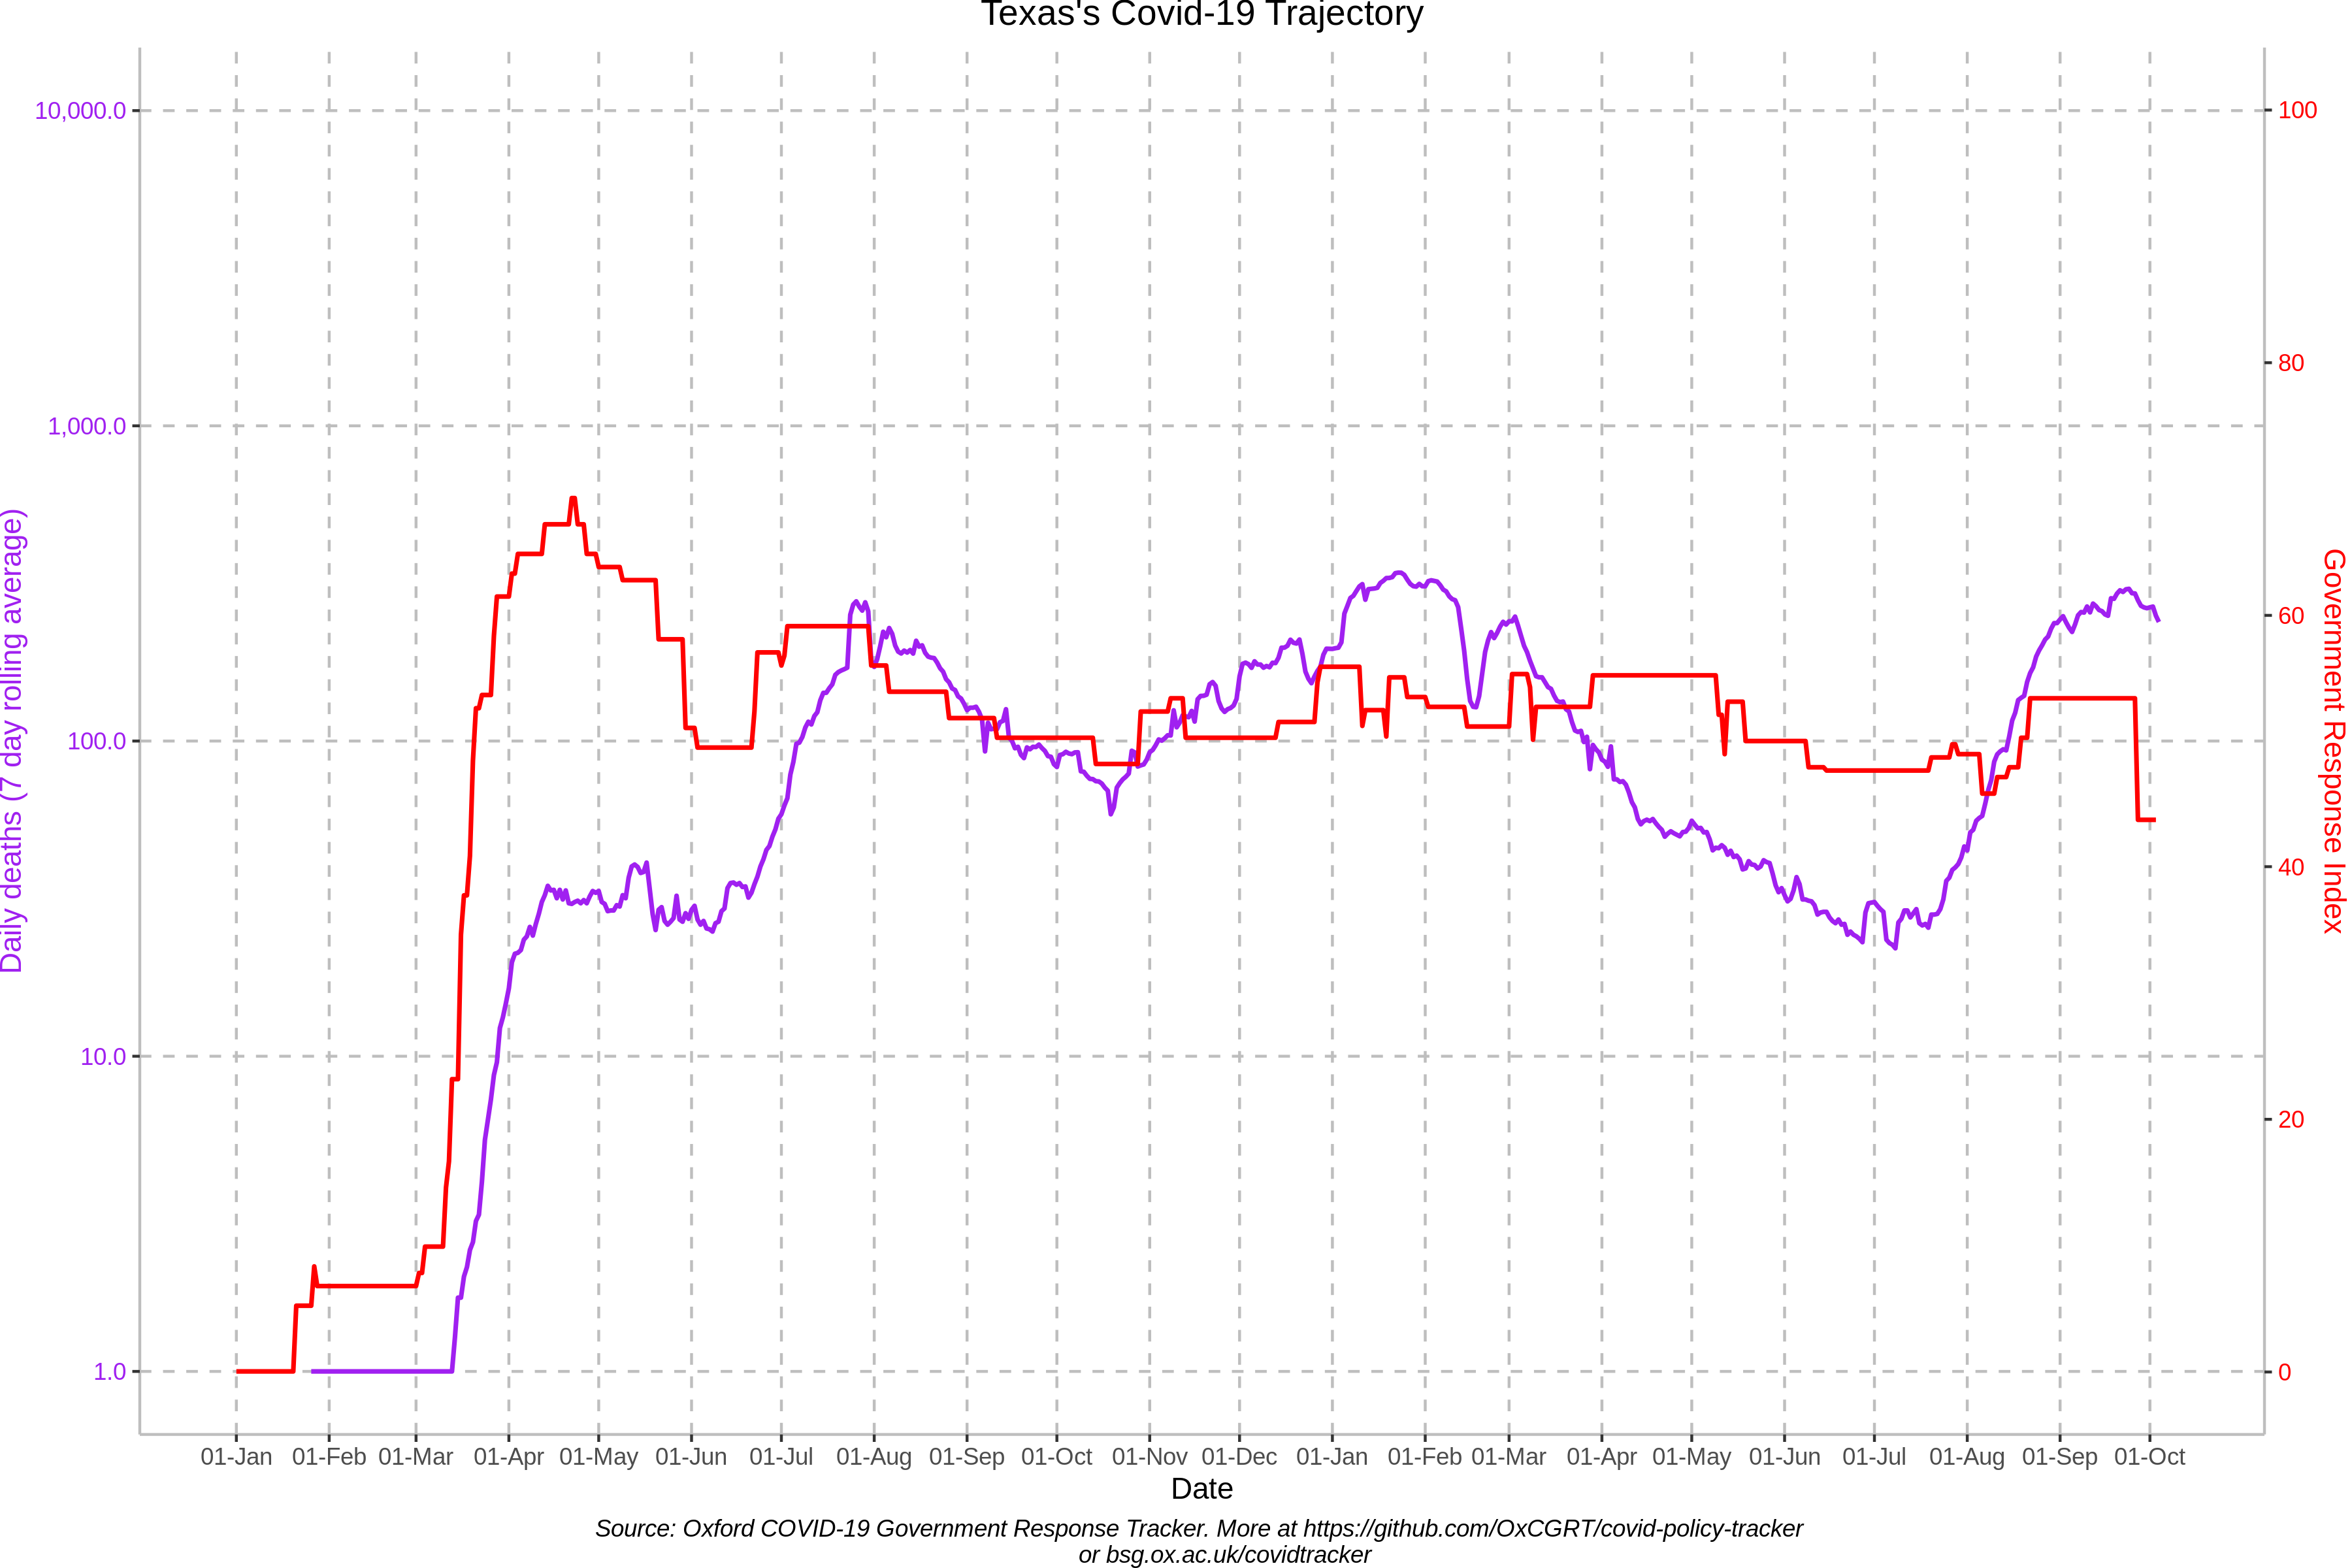 Texas's Covid-19 Trajectory
10,000.0
1,000.0
100.0
10.0
1.0
Daily deaths (7 day rolling average)
100
80
60
40
20
0
Government Response Index
01-Jan 01-Feb 01-Mar 01-Apr 01-May 01-Jun 01-Jul 01-Aug 01-Sep 01-Oct 01-Nov 01-Dec 01-Jan 01-Feb 01-Mar 01-Apr 01-May 01-Jun 01-Jul 01-Aug 01-Sep 01-Oct
Date
Source: Oxford COVID-19 Government Response Tracker. More at https://github.com/OxCGRT/covid-policy-tracker
or bsg.ox.ac.uk/covidtracker